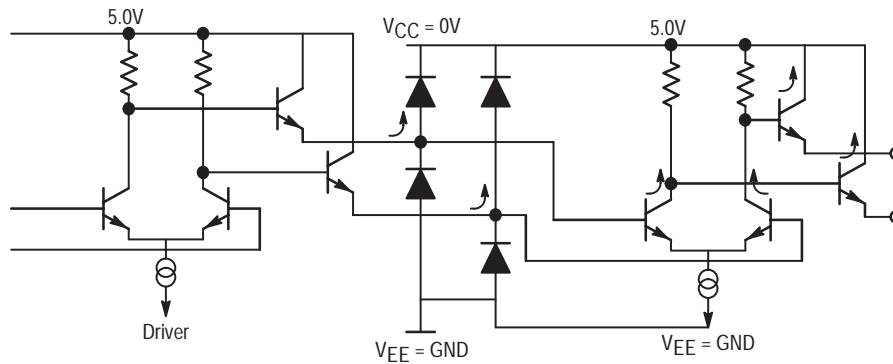 5.0V
VCC = 0V
5.0V
Driver
VEE = GND
VEE = GND